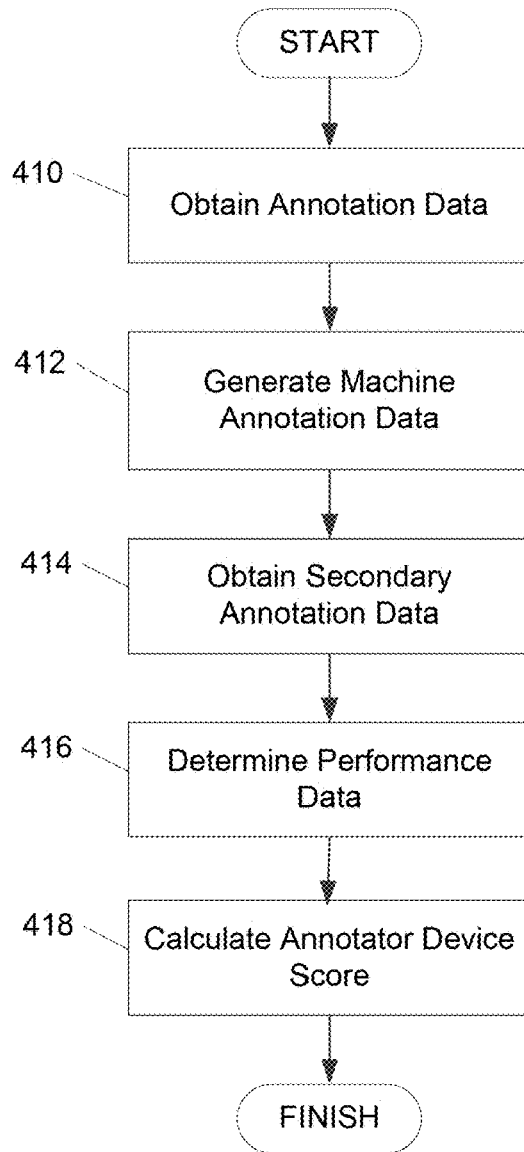 START
410
Obtain Annotation Data
412
Generate Machine
Annotation Data
414
Obtain Secondary
Annotation Data
416
Determine Performance
Data
418
Calculate Annotator Device
Score
FINISH